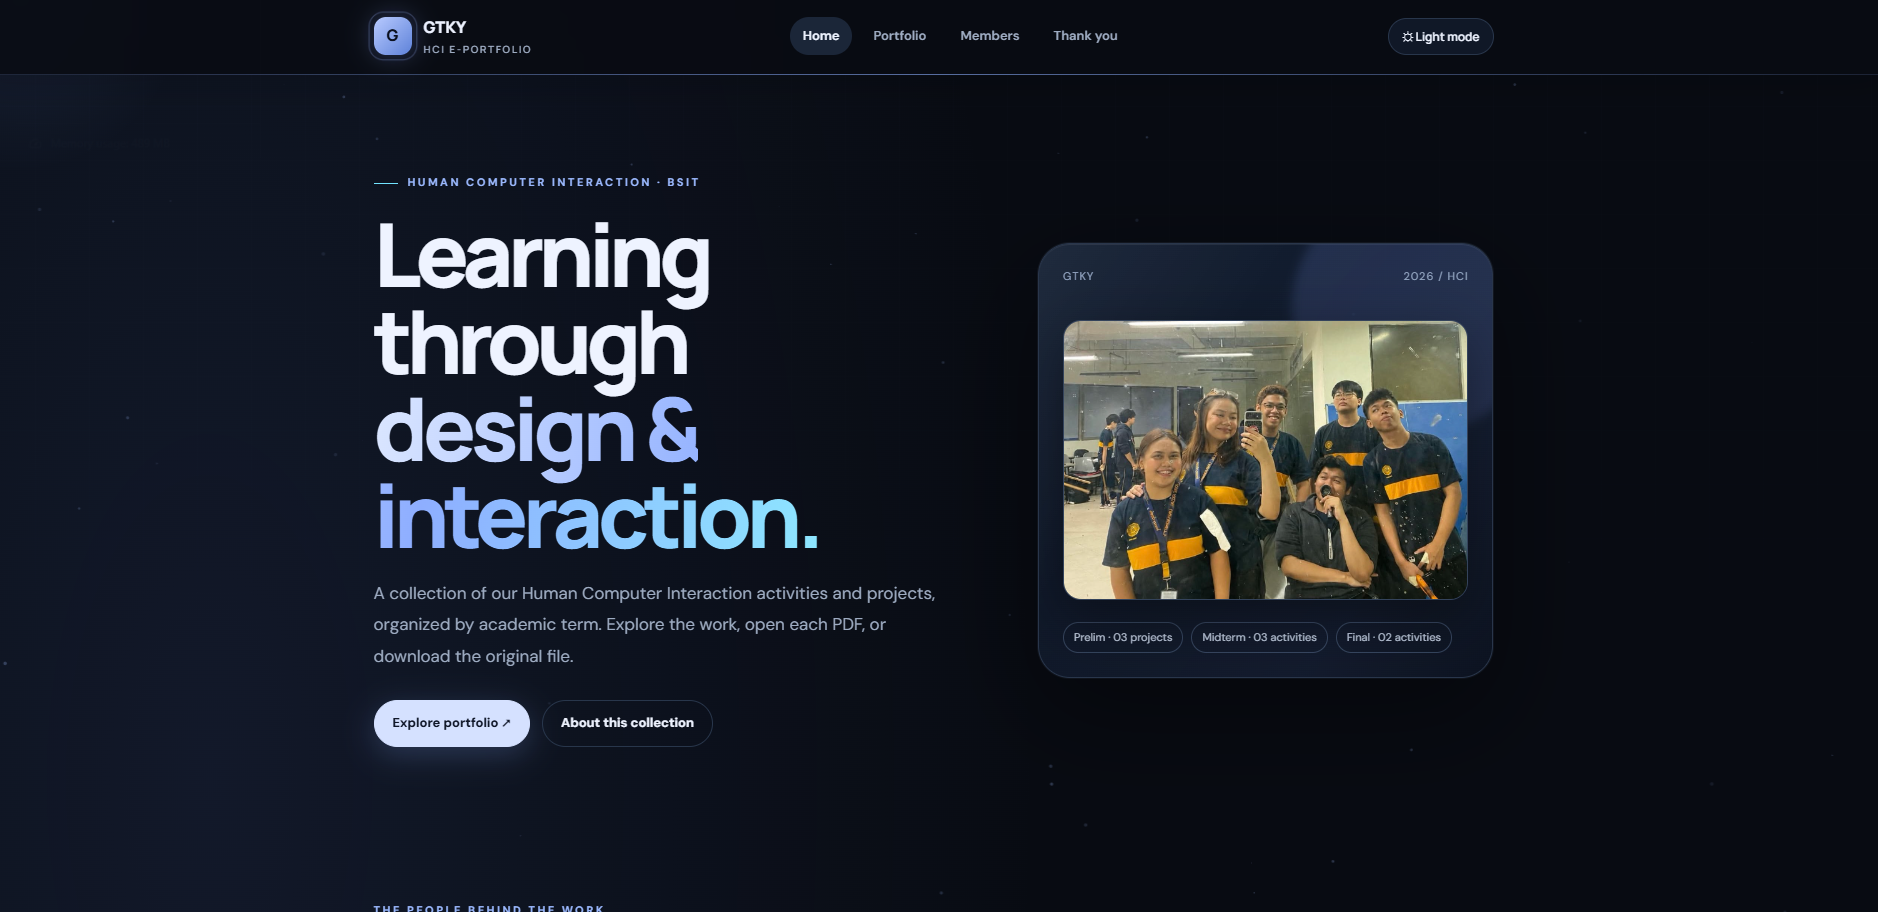 G
GTKY
HCI E-PORTFOLIO
Home
Portfolio
Members
Thank you
Light mode
HUMAN COMPUTER INTERACTION · BSIT
Learning
through
design &
interaction.
A collection of our Human Computer Interaction activities and projects,
organized by academic term. Explore the work, open each PDF, or
download the original file.
Explore portfolio ↗
About this collection
GTKY
2026 / HCI
Prelim · 03 projects
Midterm · 03 activities
Final · 02 activities
THE PEOPLE BEHIND THE WORK